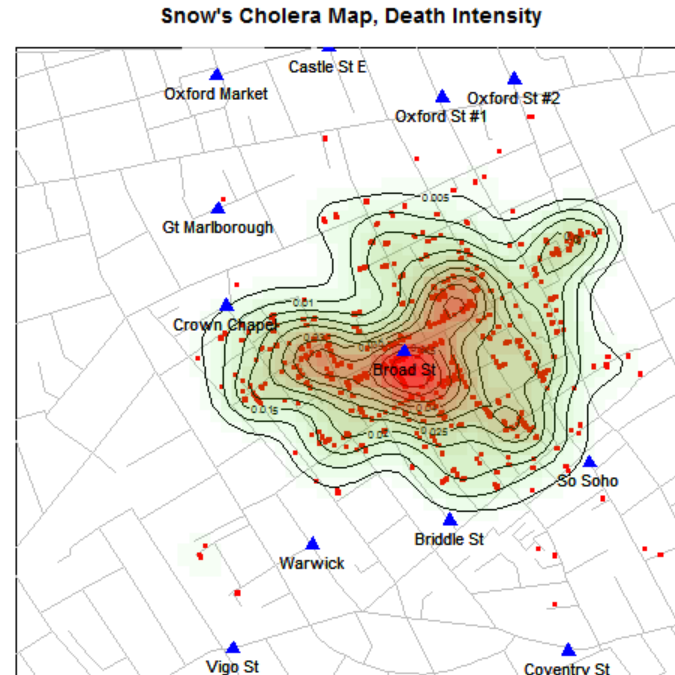 Snow's Cholera Map, Death Intensity
Castle St E
Oxford Market
Oxford St #2
Oxford St #1
0.005
Gt Marlborough
0.01
Crown Chapel
Broad St
0.015
0.025
So Soho
Briddle St
Warwick
Vigo St
Coventry St